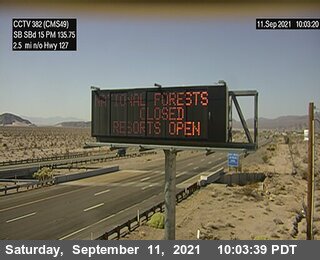 CCTV 382 (CMS49)
SB SBd 15 PM 135.75
2.5 mi n/o Hwy 127
11.Sep 2021 10:03:20
NATIONAL FORESTS
CLOSED
RESORTS OPEN
Saturday, September 11, 2021 10:03:39 PDT